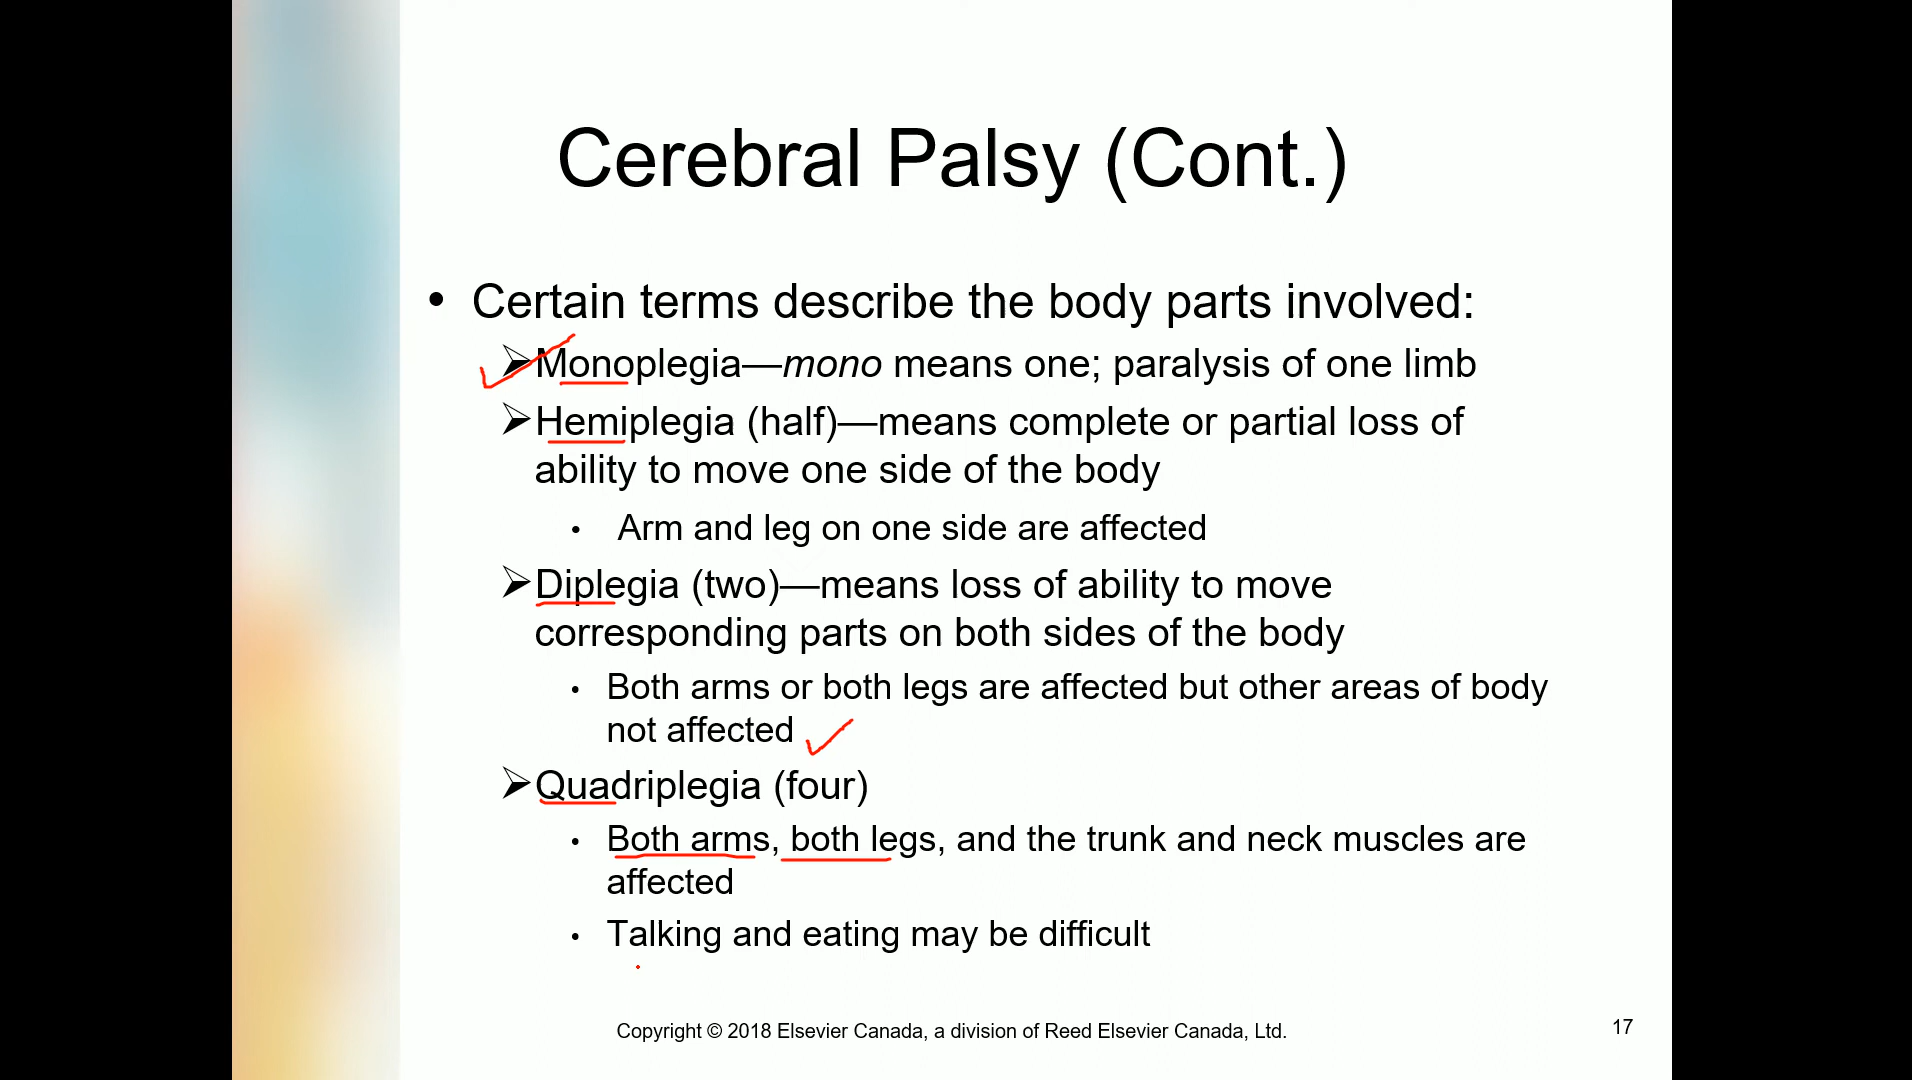 Cerebral Palsy (Cont.)
• Certain terms describe the body parts involved:
➢Monoplegia—mono means one; paralysis of one limb
➢Hemiplegia (half)—means complete or partial loss of
ability to move one side of the body
• Arm and leg on one side are affected
➢Diplegia (two)—means loss of ability to move
corresponding parts on both sides of the body
• Both arms or both legs are affected but other areas of body
not affected
➢Quadriplegia (four)
• Both arms, both legs, and the trunk and neck muscles are
affected
• Talking and eating may be difficult
Copyright © 2018 Elsevier Canada, a division of Reed Elsevier Canada, Ltd.
17